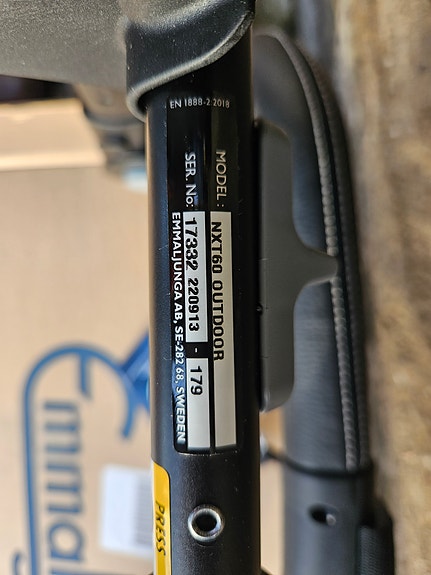 EN 1888-2:2018
MODEL: NXT60 OUTDOOR
SER. No: 17332 220913 - 179
EMMALJUNGA AB, SE-282 68, SWEDEN
PRESS
Emmalj